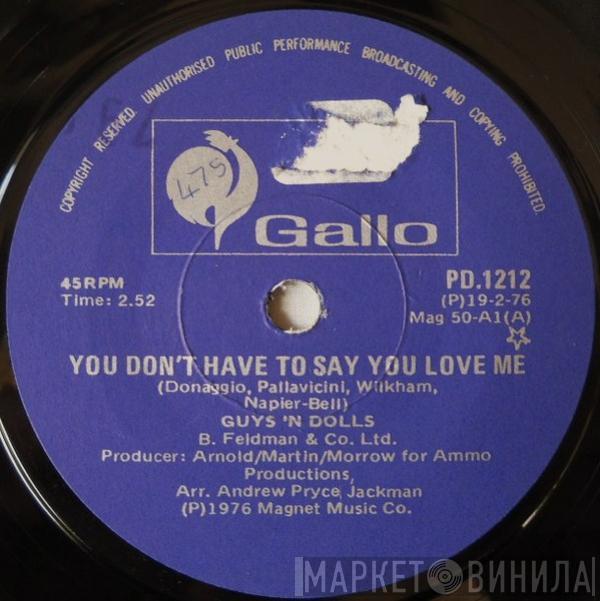 COPYRIGHT RESERVED. UNAUTHORISED PUBLIC PERFORMANCE BROADCASTING AND COPYING PROHIBITED.
475
Gallo
45RPM
Time: 2.52
PD.1212
(P)19-2-76
Mag 50-A1(A)
YOU DON'T HAVE TO SAY YOU LOVE ME
(Donaggio, Pallavicini, Wilkham,
Napier-Bell)
GUYS 'N DOLLS
B. Feldman & Co. Ltd.
Producer: Arnold/Martin/Morrow for Ammo
Productions,
Arr. Andrew Pryce Jackman
(P)1976 Magnet Music Co.
МАРКЕТ ВИНИЛА